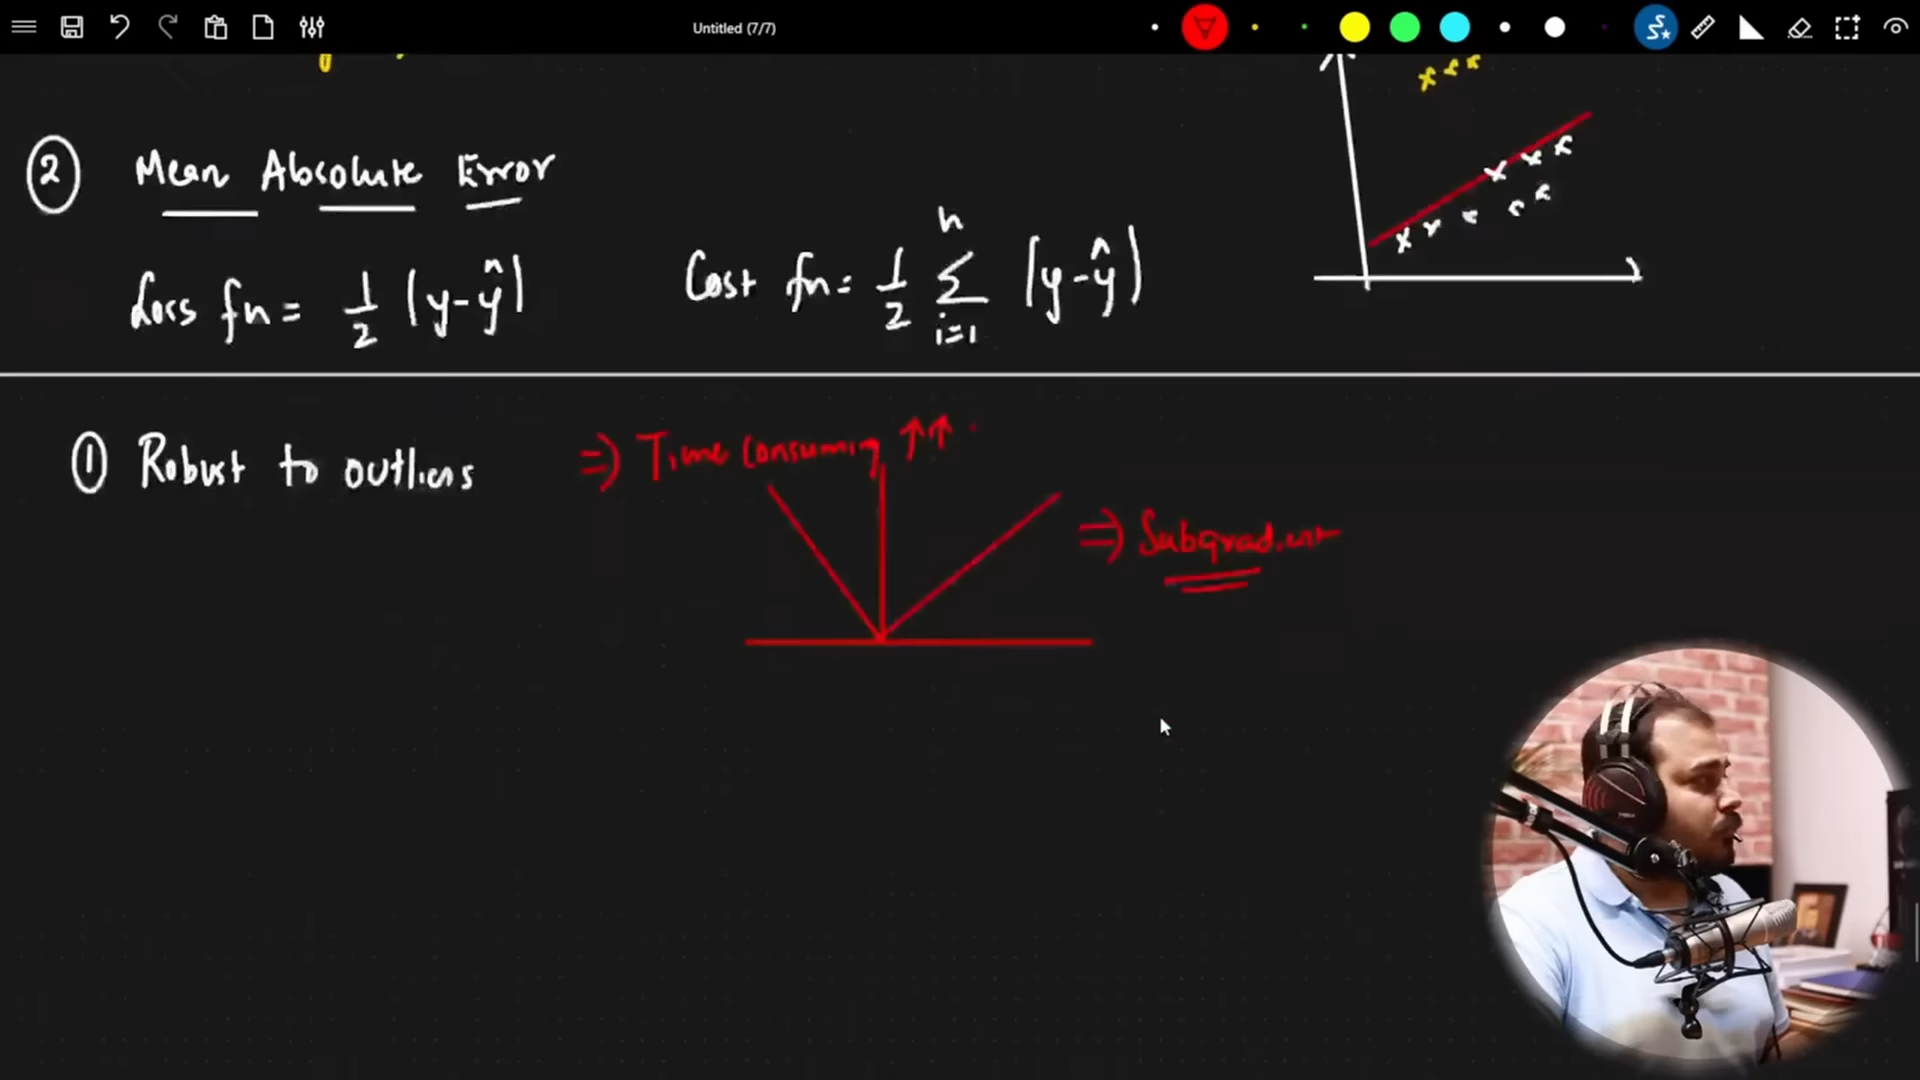 Untitled (7/7)
② Mean Absolute Error
Loss fn = 1/2 |y-ŷ|
Cost fn = 1/2 n∑i=1 |y-ŷ|
① Robust to outliers
⇒ Time Consuming ↑↑
⇒ Subgradient